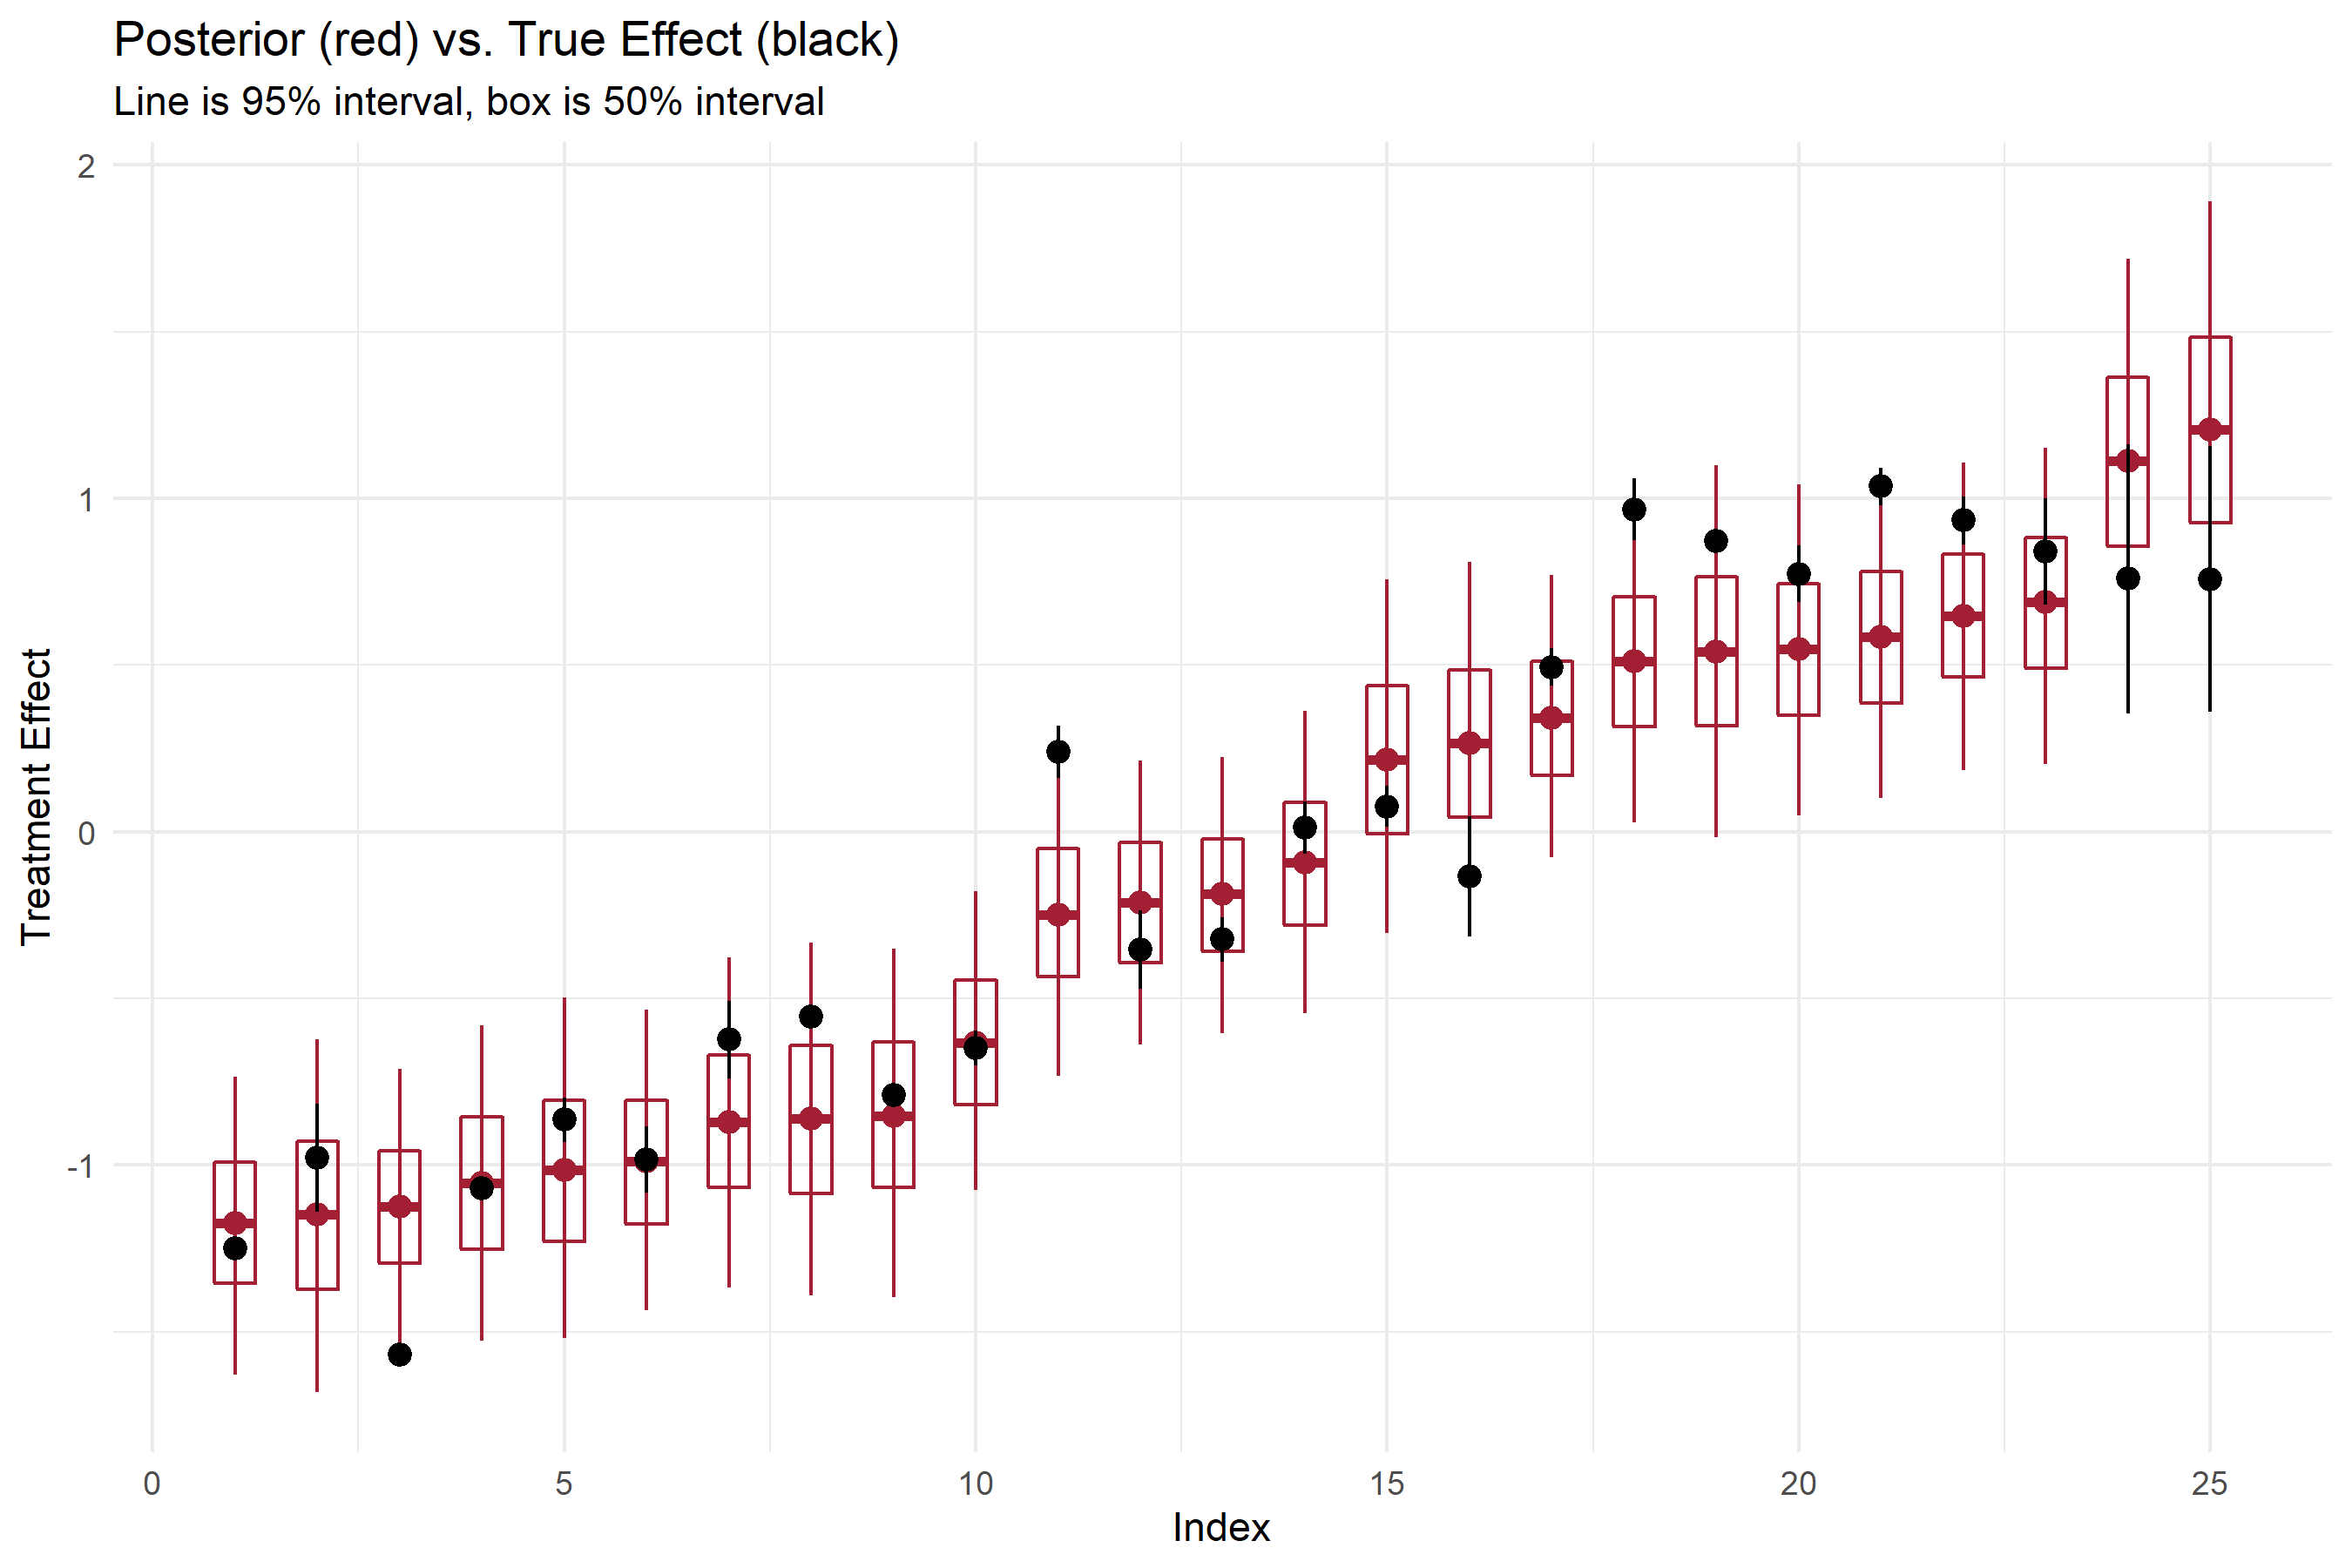 Posterior (red) vs. True Effect (black)
Line is 95% interval, box is 50% interval
2
1
0
-1
Treatment Effect
0 5 10 15 20 25
Index